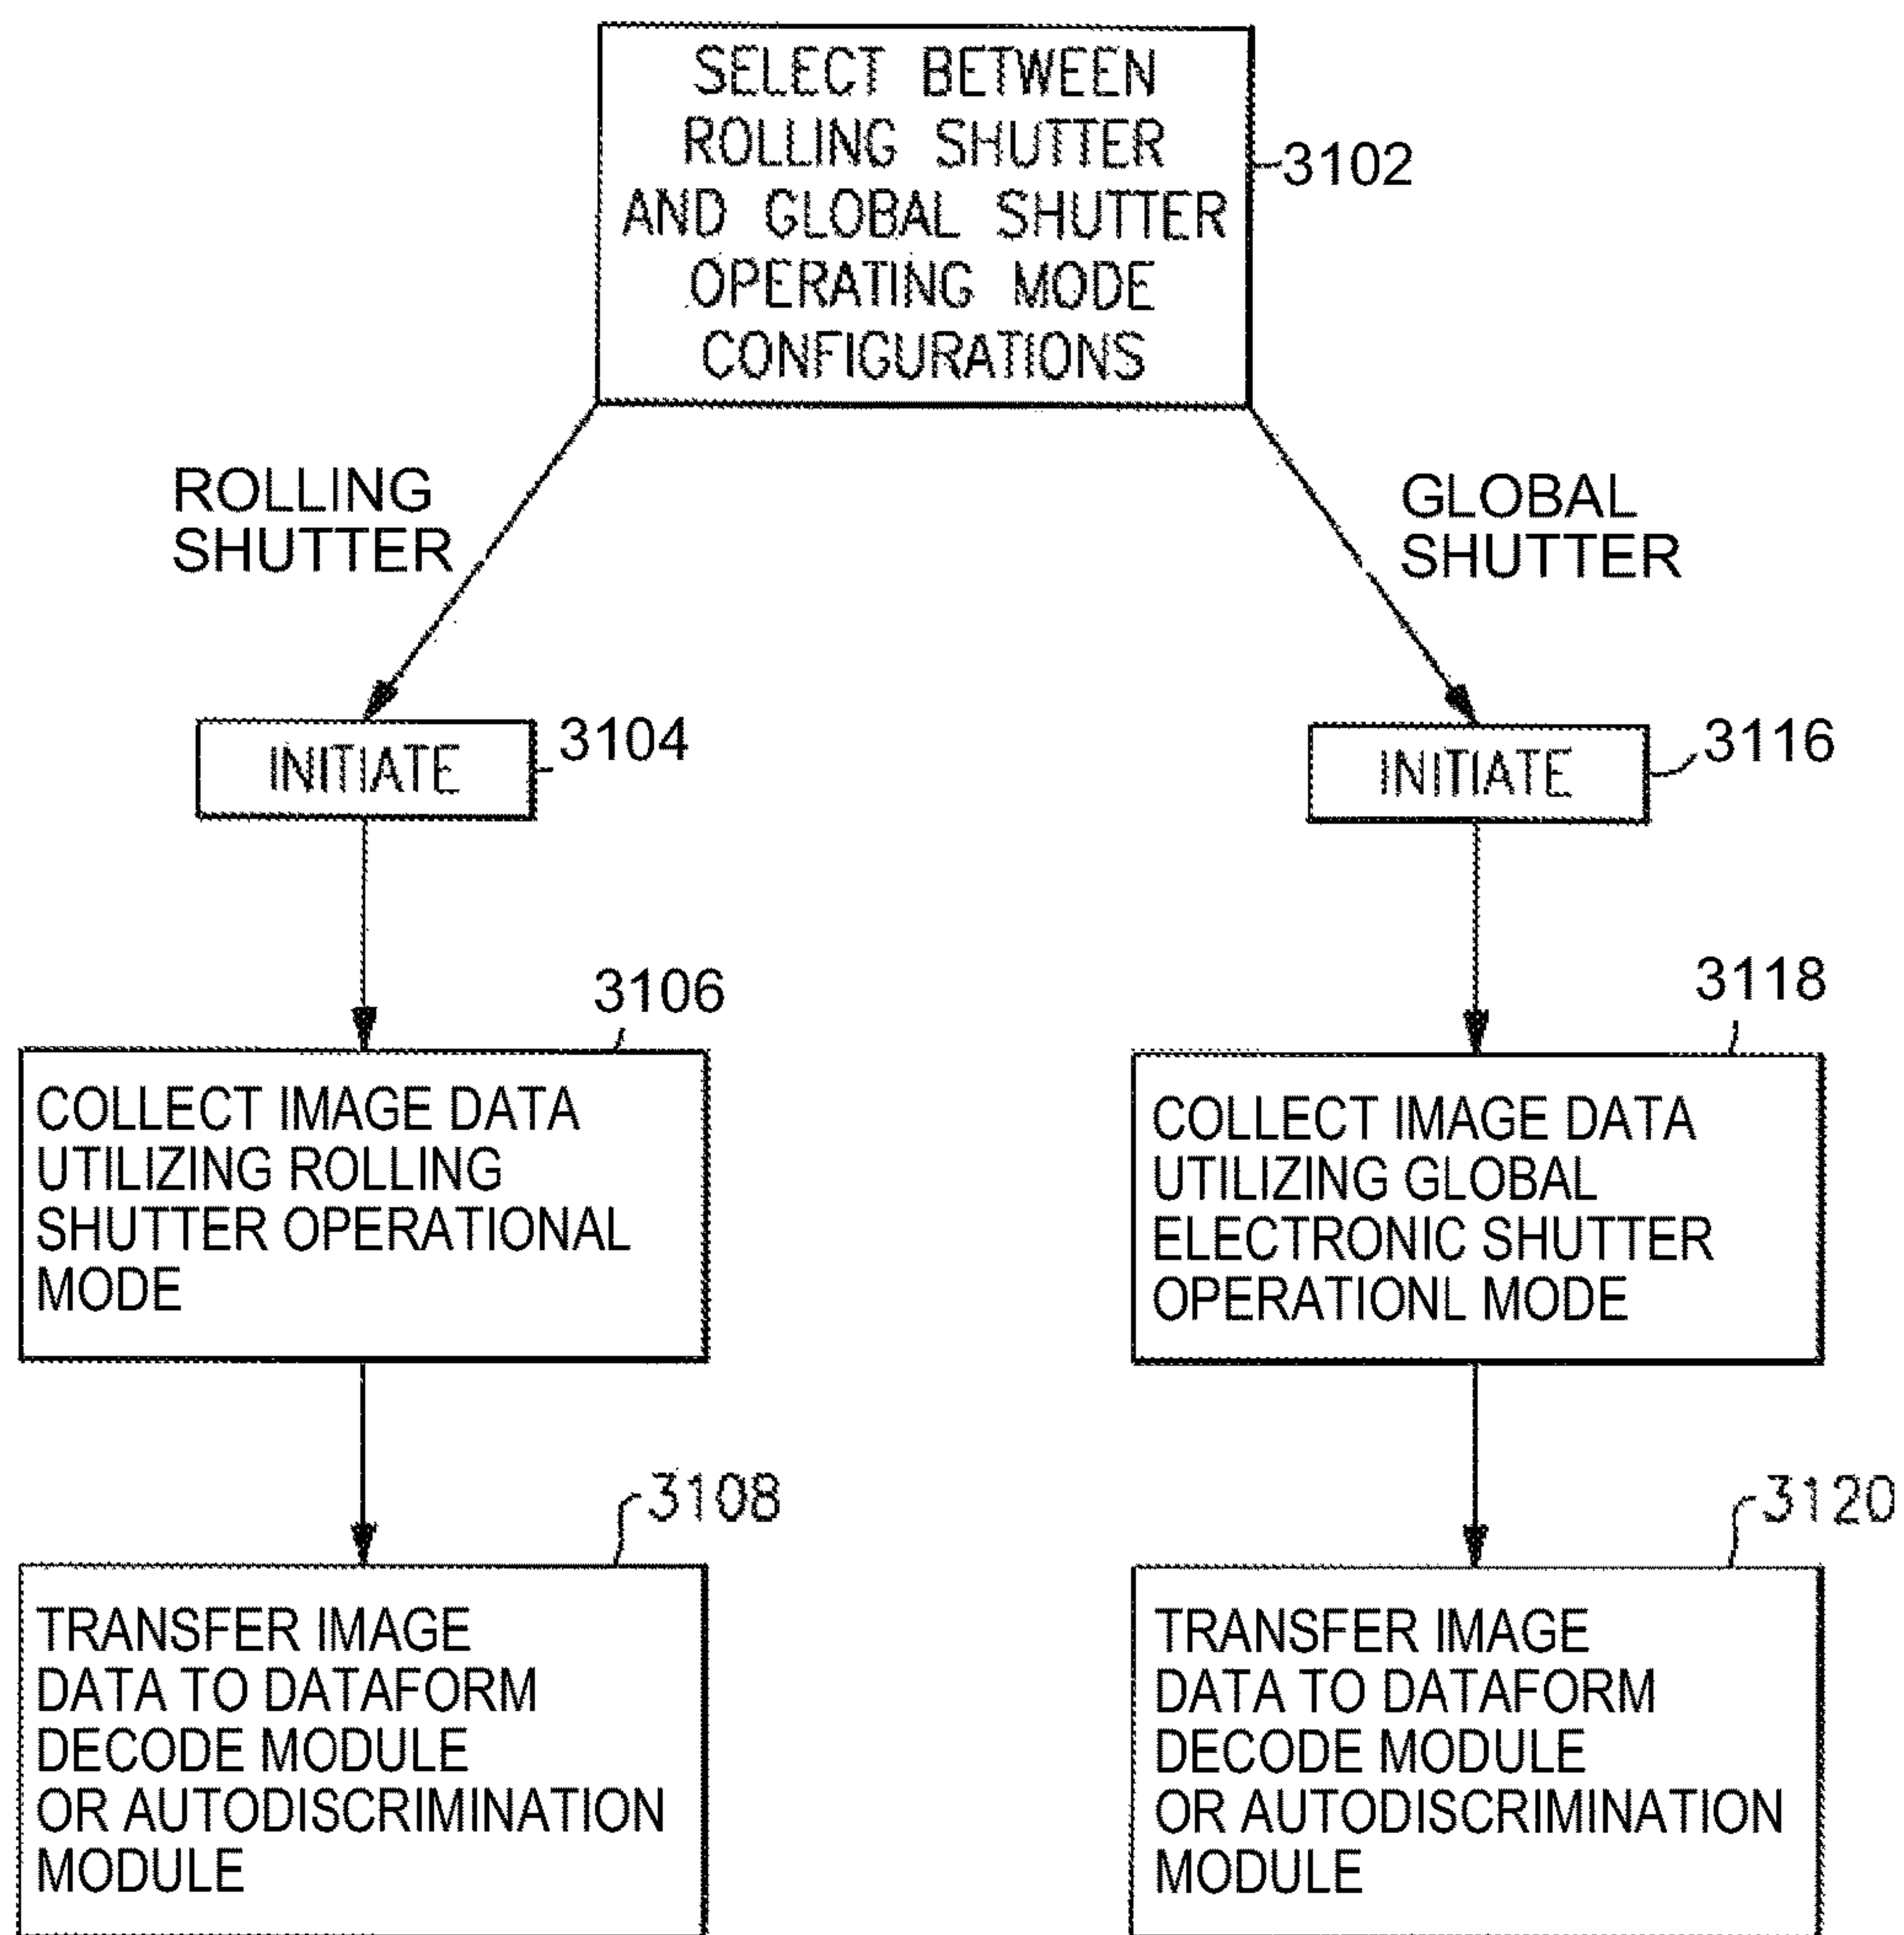 SELECT BETWEEN
ROLLING SHUTTER
AND GLOBAL SHUTTER
OPERATING MODE
CONFIGURATIONS
3102
ROLLING
SHUTTER
GLOBAL
SHUTTER
INITIATE
3104
INITIATE
3116
3106
COLLECT IMAGE DATA
UTILIZING ROLLING
SHUTTER OPERATIONAL
MODE
3118
COLLECT IMAGE DATA
UTILIZING GLOBAL
ELECTRONIC SHUTTER
OPERATIONL MODE
3108
TRANSFER IMAGE
DATA TO DATAFORM
DECODE MODULE
OR AUTODISCRIMINATION
MODULE
3120
TRANSFER IMAGE
DATA TO DATAFORM
DECODE MODULE
OR AUTODISCRIMINATION
MODULE